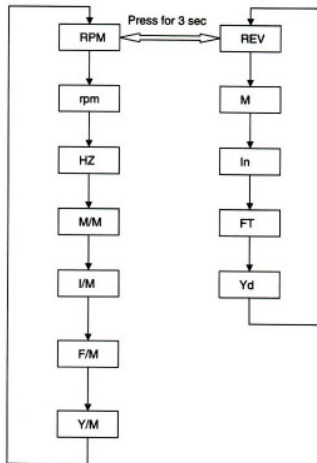 Press for 3 sec
RPM
REV
rpm
M
HZ
In
M/M
FT
I/M
Yd
F/M
Y/M